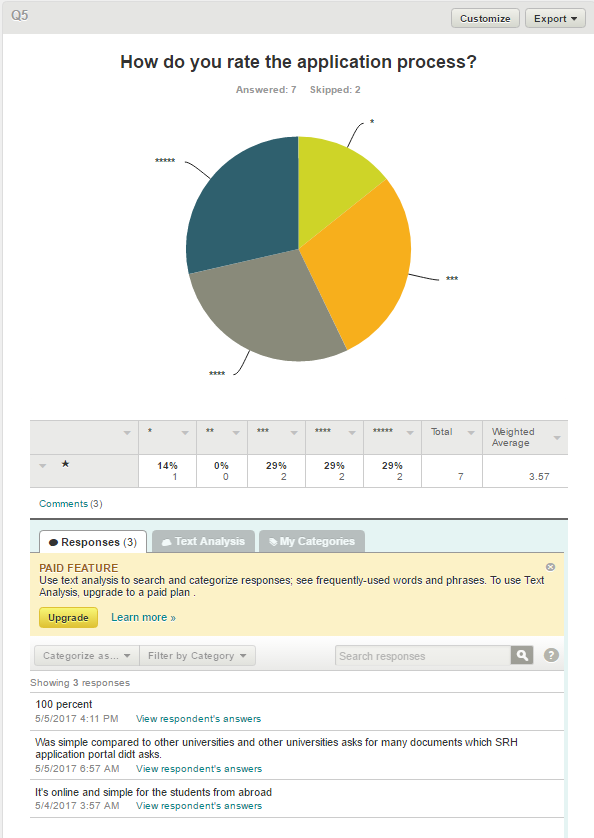 Q5
Customize
Export
How do you rate the application process?
Answered: 7 Skipped: 2
*
*****
***
****
* ** *** **** ***** Total Weighted
Average
★ 14% 0% 29% 29% 29%
1 0 2 2 2 7 3.57
Comments (3)
Responses (3) Text Analysis My Categories
PAID FEATURE
Use text analysis to search and categorize responses; see frequently-used words and phrases. To use Text
Analysis, upgrade to a paid plan .
Upgrade Learn more »
Categorize as... Filter by Category Search responses ?
Showing 3 responses
100 percent
5/5/2017 4:11 PM View respondent's answers
Was simple compared to other universities and other universities asks for many documents which SRH
application portal didt asks.
5/5/2017 6:57 AM View respondent's answers
It's online and simple for the students from abroad
5/4/2017 3:57 AM View respondent's answers